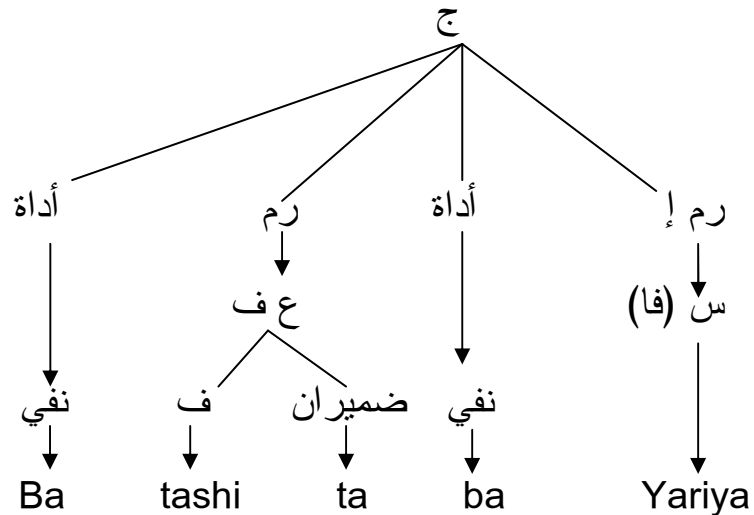 ج
رم إ أداة رم أداة
س (فا) ع ف
نفي ضميران ف نفي
Yariya ba ta tashi Ba